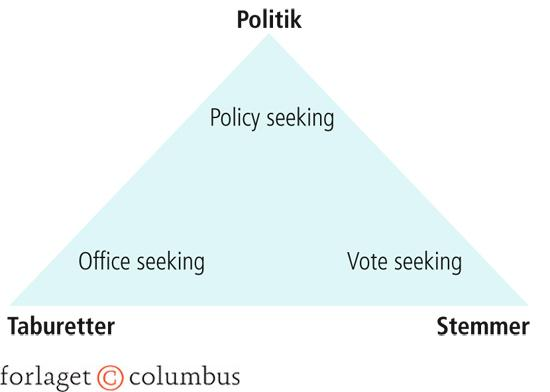 Politik
Policy seeking
Office seeking
Vote seeking
Taburetter
Stemmer
forlaget © columbus